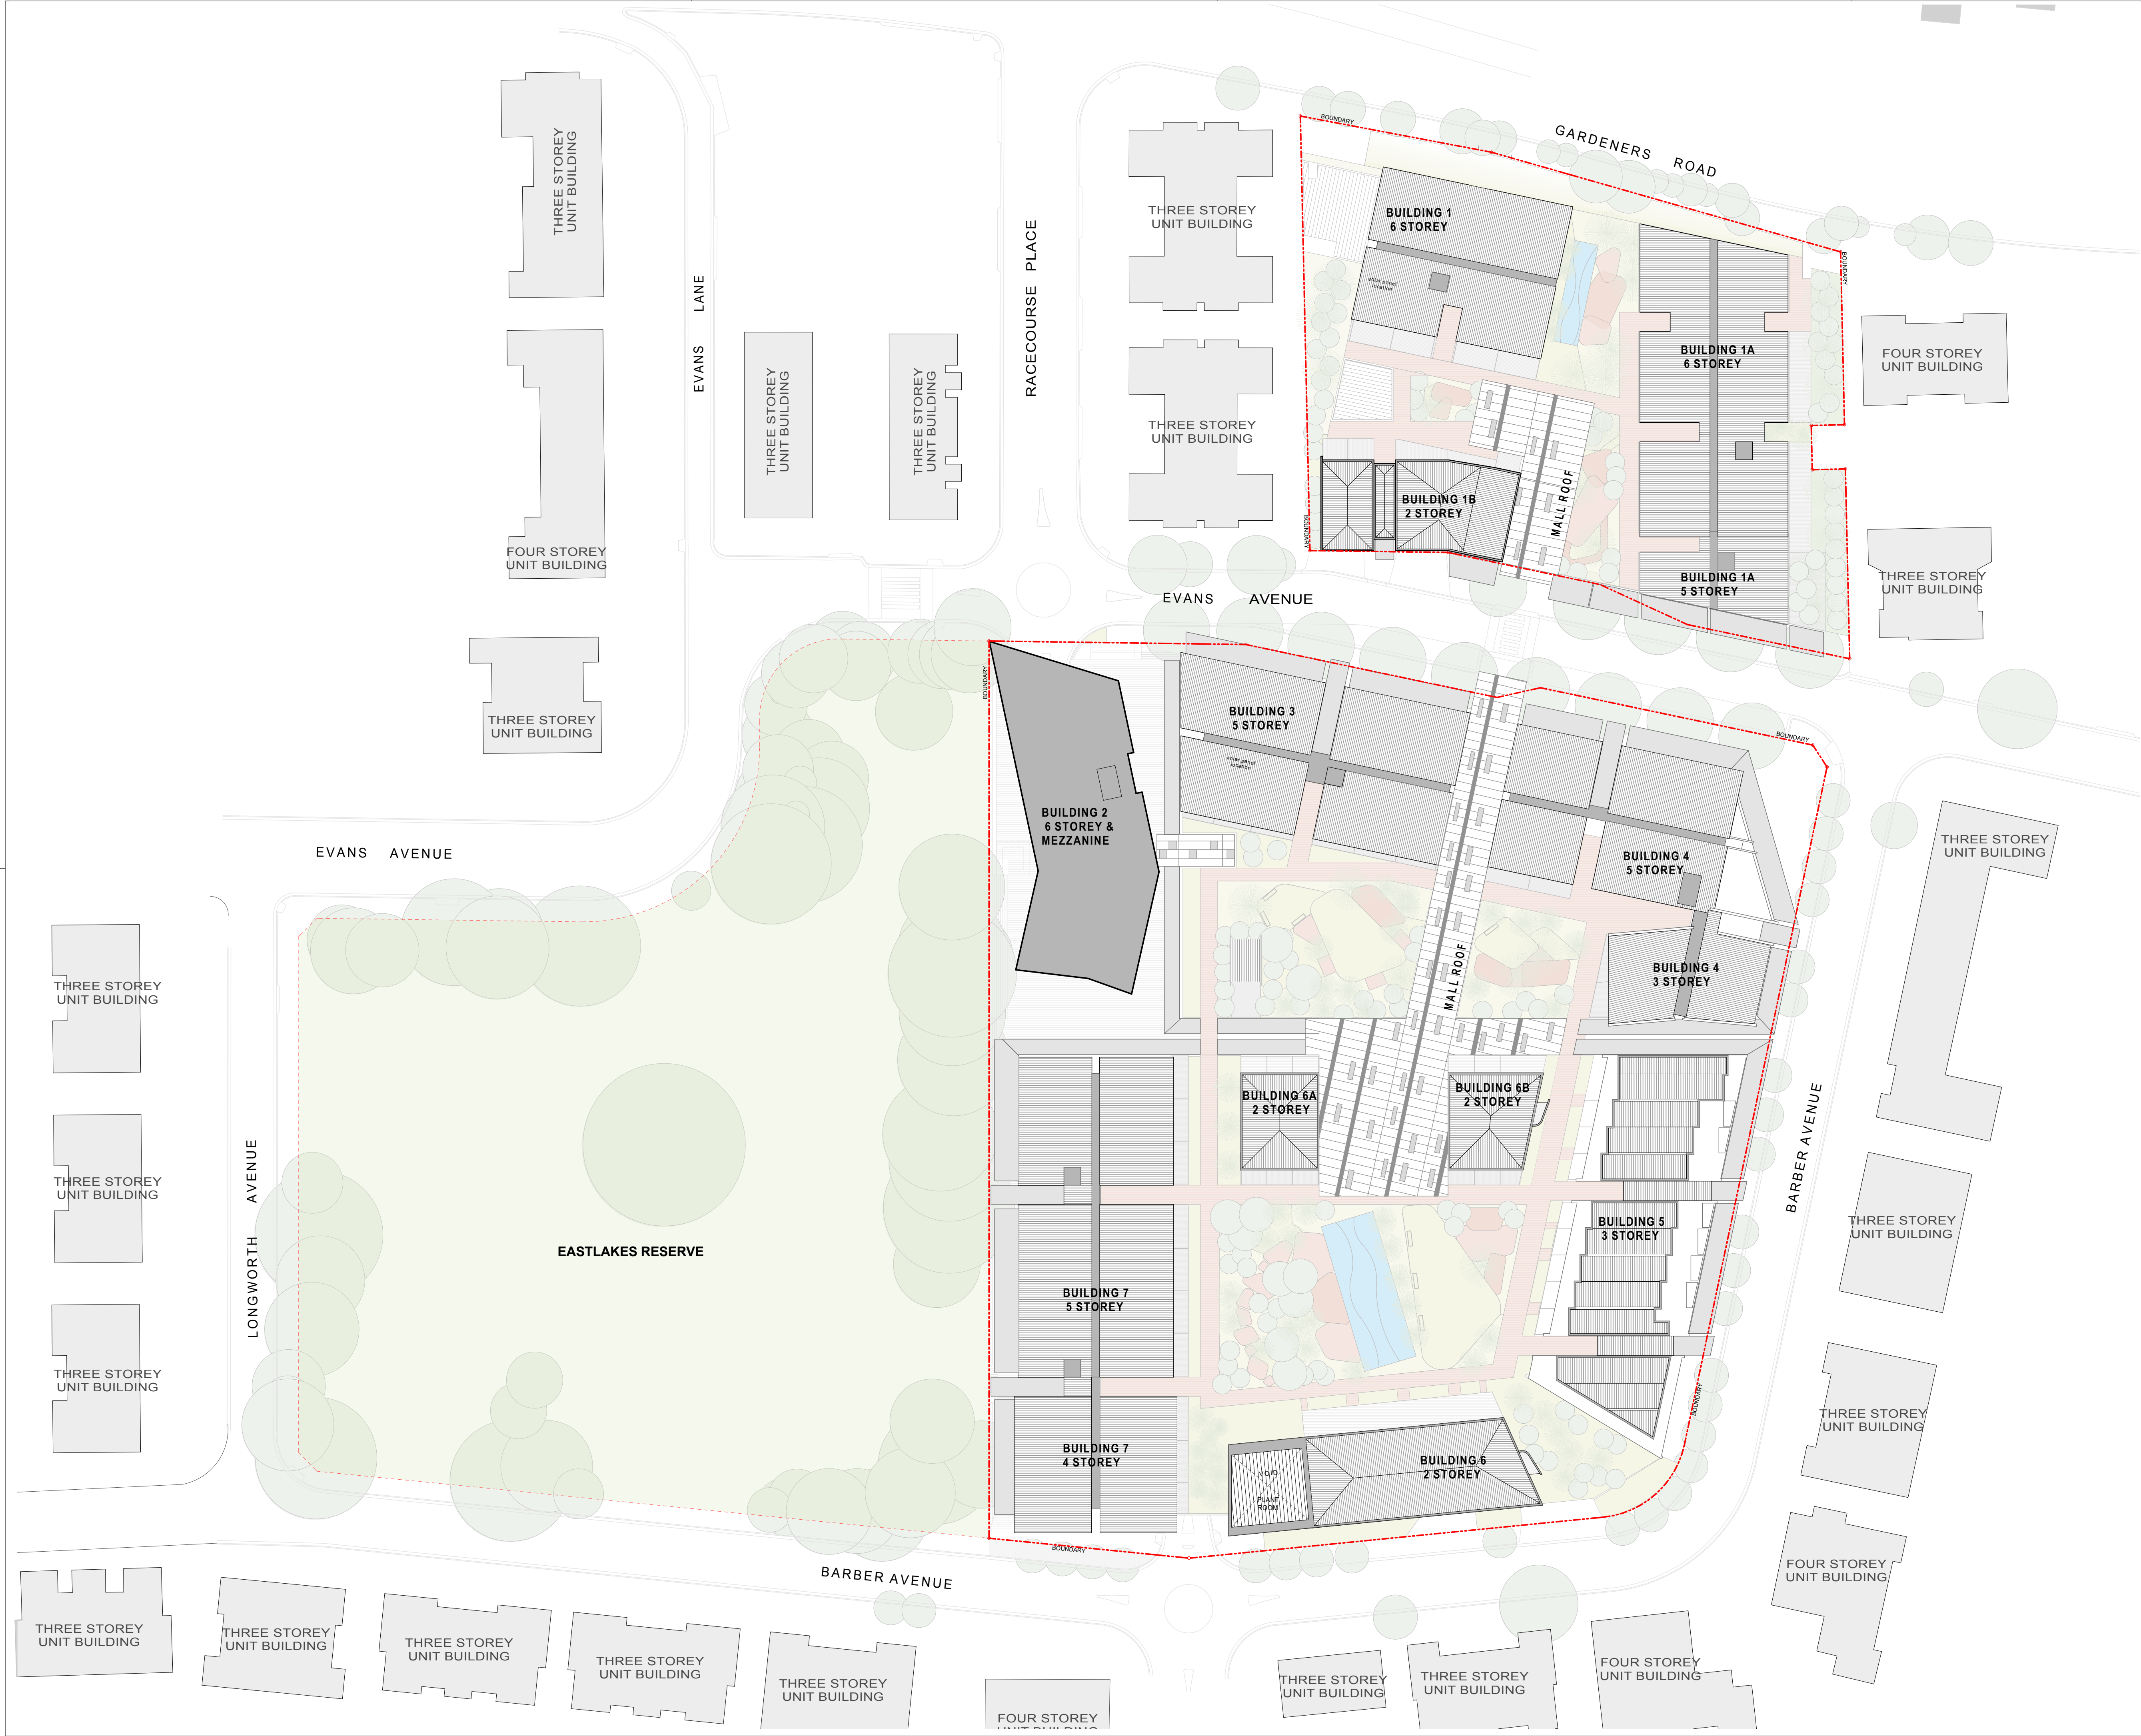 GARDENERS ROAD
BOUNDARY
THREE STOREY
UNIT BUILDING
THREE STOREY
UNIT BUILDING
BUILDING 1
6 STOREY
solar panel
location
BOUNDARY
EVANS LANE
RACECOURSE PLACE
BUILDING 1A
6 STOREY
FOUR STOREY
UNIT BUILDING
THREE STOREY
UNIT BUILDING
THREE STOREY
UNIT BUILDING
THREE STOREY
UNIT BUILDING
BUILDING 1B
2 STOREY
MALL ROOF
BOUNDARY
FOUR STOREY
UNIT BUILDING
BUILDING 1A
5 STOREY
THREE STOREY
UNIT BUILDING
EVANS AVENUE
BOUNDARY
THREE STOREY
UNIT BUILDING
BUILDING 3
5 STOREY
solar panel
location
BOUNDARY
BUILDING 2
6 STOREY &
MEZZANINE
EVANS AVENUE
BUILDING 4
5 STOREY
THREE STOREY
UNIT BUILDING
MALL ROOF
BUILDING 4
3 STOREY
THREE STOREY
UNIT BUILDING
BUILDING 6A
2 STOREY
BUILDING 6B
2 STOREY
BARBER AVENUE
THREE STOREY
UNIT BUILDING
LONGWORTH AVENUE
EASTLAKES RESERVE
BUILDING 5
3 STOREY
THREE STOREY
UNIT BUILDING
BUILDING 7
5 STOREY
THREE STOREY
UNIT BUILDING
BOUNDARY
THREE STOREY
UNIT BUILDING
BUILDING 7
4 STOREY
VOID
PLANT
ROOM
BUILDING 6
2 STOREY
BOUNDARY
BARBER AVENUE
FOUR STOREY
UNIT BUILDING
THREE STOREY
UNIT BUILDING
THREE STOREY
UNIT BUILDING
THREE STOREY
UNIT BUILDING
THREE STOREY
UNIT BUILDING
THREE STOREY
UNIT BUILDING
FOUR STOREY
UNIT BUILDING
THREE STOREY
UNIT BUILDING
THREE STOREY
UNIT BUILDING
FOUR STOREY
UNIT BUILDING